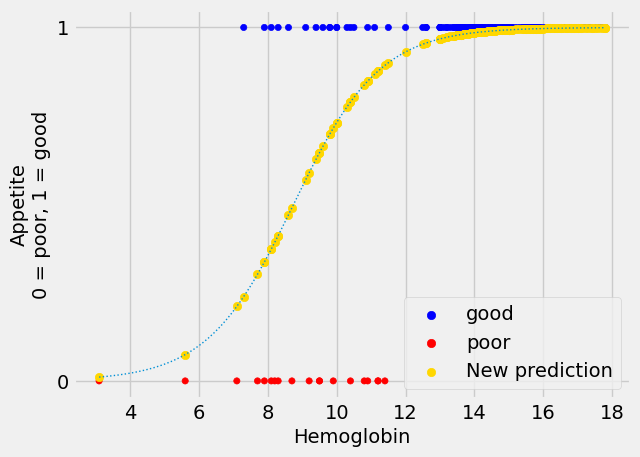 1
0
Appetite
0 = poor, 1 = good
good
poor
New prediction
4 6 8 10 12 14 16 18
Hemoglobin